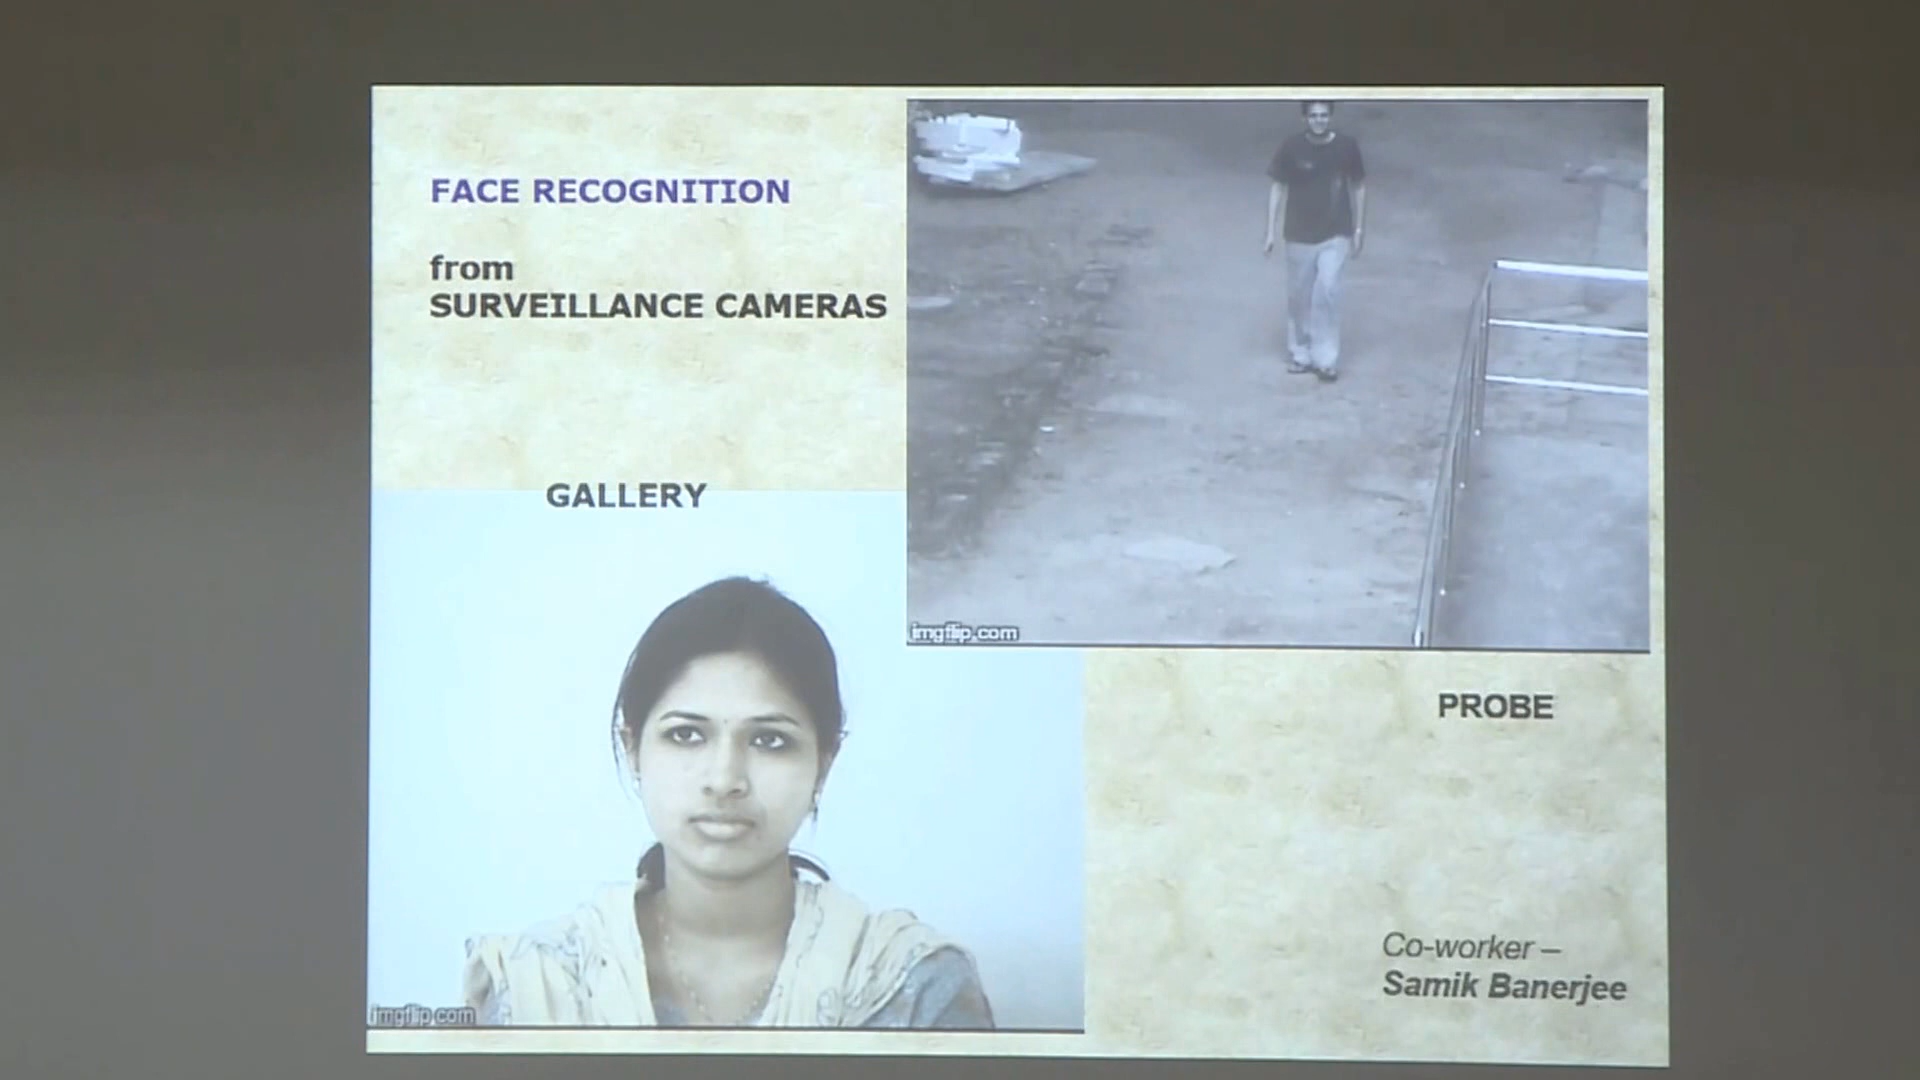 FACE RECOGNITION
from
SURVEILLANCE CAMERAS
GALLERY
imgflip.com
PROBE
Co-worker –
Samik Banerjee
imgflip.com